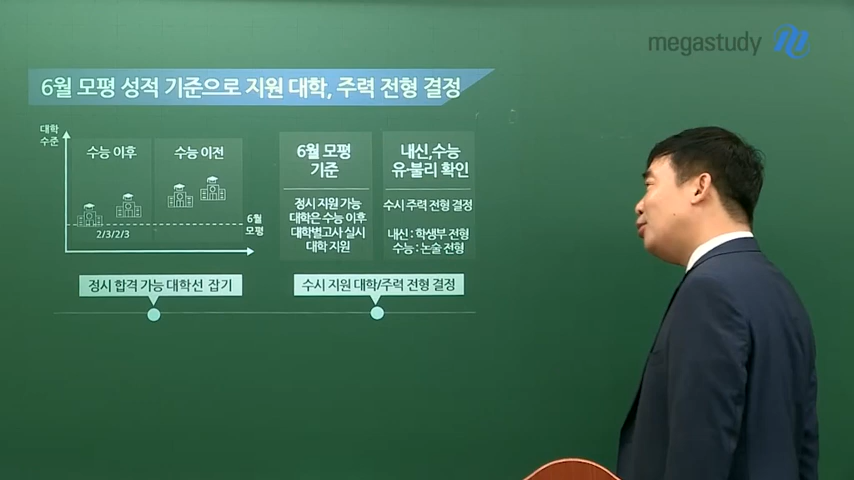 megastudy
6월 모평 성적 기준으로 지원 대학, 주력 전형 결정
대학
수준
수능 이후
수능 이전
6월
모평
2/3/2/3
6월 모평
기준
정시 지원 가능
대학은 수능 이후
대학별고사 실시
대학 지원
내신,수능
유·불리 확인
수시 주력 전형 결정
내신 : 학생부 전형
수능 : 논술 전형
정시 합격 가능 대학선 잡기
수시 지원 대학/주력 전형 결정